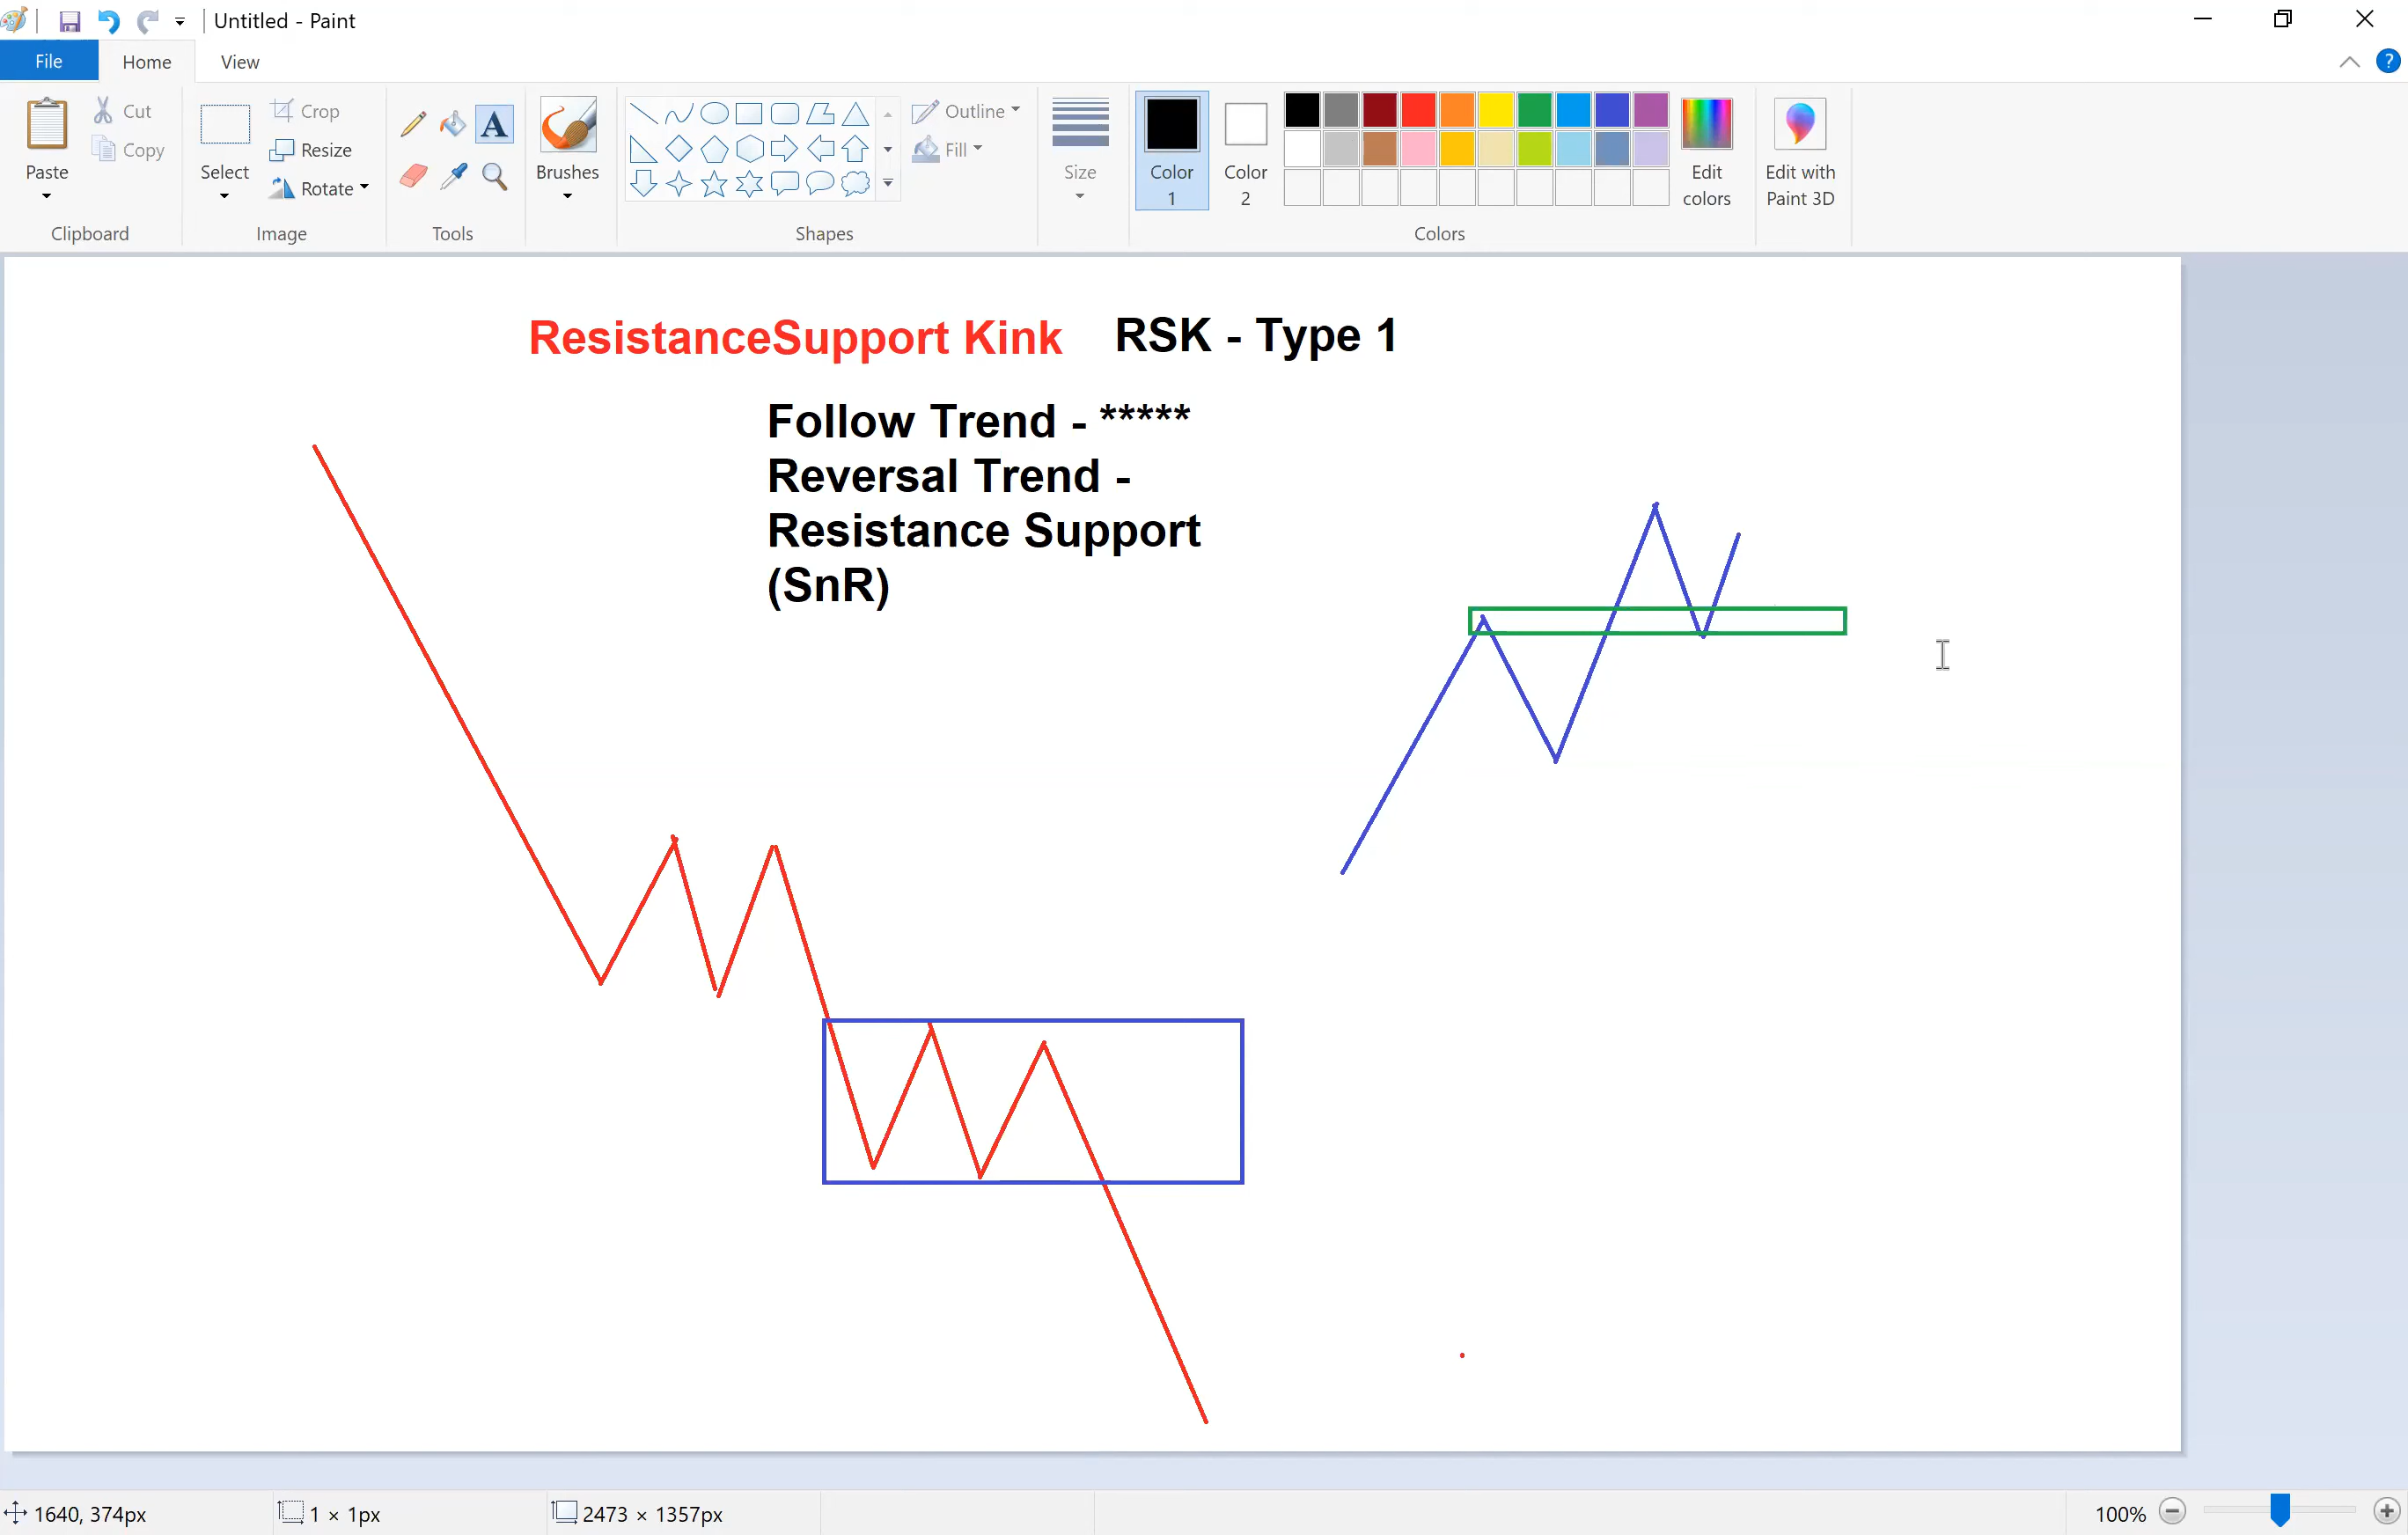 Untitled - Paint
File Home View
Cut Crop Outline
Copy Resize Fill
Paste Select Rotate Brushes Size Color 1 Color 2 Edit colors Edit with Paint 3D
Clipboard Image Tools Shapes Colors
ResistanceSupport Kink RSK - Type 1
Follow Trend - *****
Reversal Trend -
Resistance Support
(SnR)
1640, 374px 1 × 1px 2473 × 1357px 100%